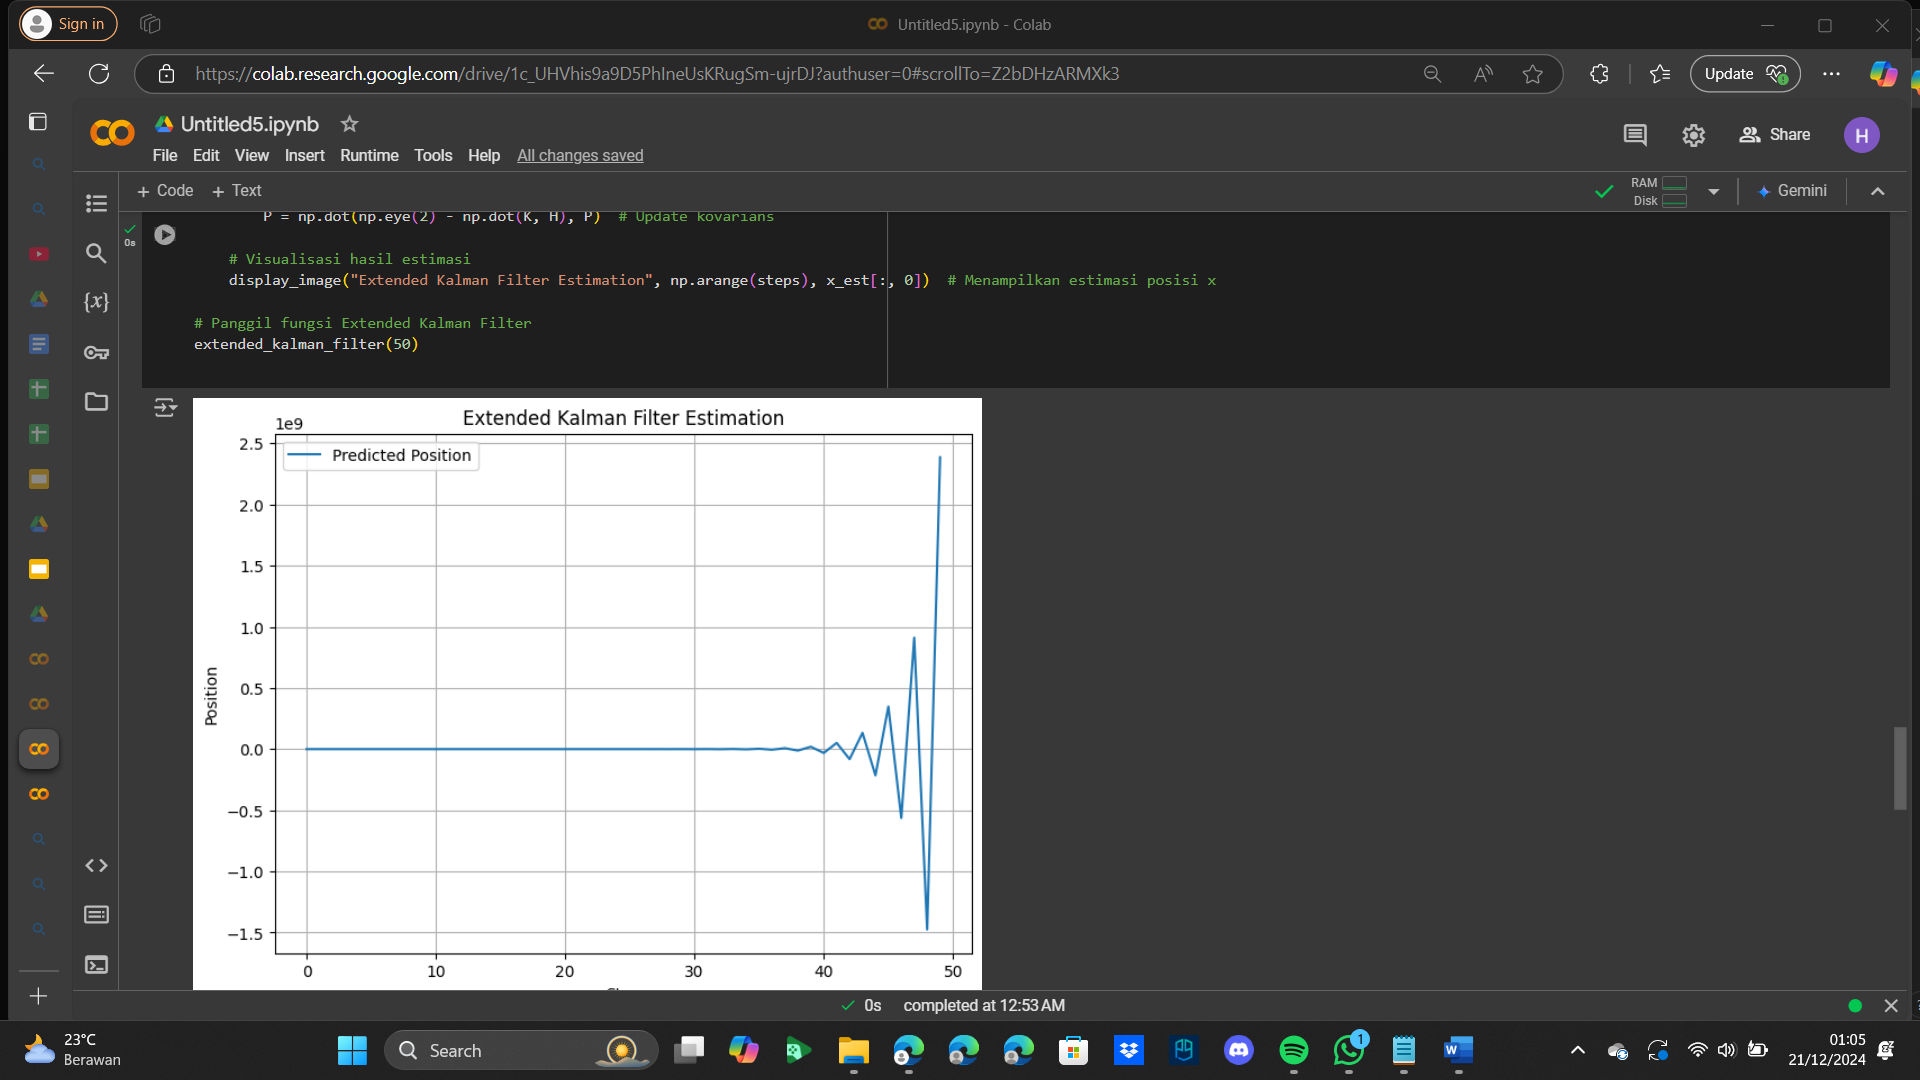 Sign in
Untitled5.ipynb - Colab
https://colab.research.google.com/drive/1c_UHVhis9a9D5PhIneUsKRugSm-ujrDJ?authuser=0#scrollTo=Z2bDHzARMXk3
Update
Untitled5.ipynb
File Edit View Insert Runtime Tools Help All changes saved
Share
H
+ Code + Text
RAM
Disk
Gemini
0s
P = np.dot(np.eye(2) - np.dot(K, H), P)  # Update kovarians
# Visualisasi hasil estimasi
display_image("Extended Kalman Filter Estimation", np.arange(steps), x_est[:, 0])  # Menampilkan estimasi posisi x
# Panggil fungsi Extended Kalman Filter
extended_kalman_filter(50)
Extended Kalman Filter Estimation
1e9
Predicted Position
2.5
2.0
1.5
1.0
0.5
0.0
−0.5
−1.0
−1.5
Position
0 10 20 30 40 50
0s completed at 12:53 AM
23°C
Berawan
Search
1
01:05
21/12/2024